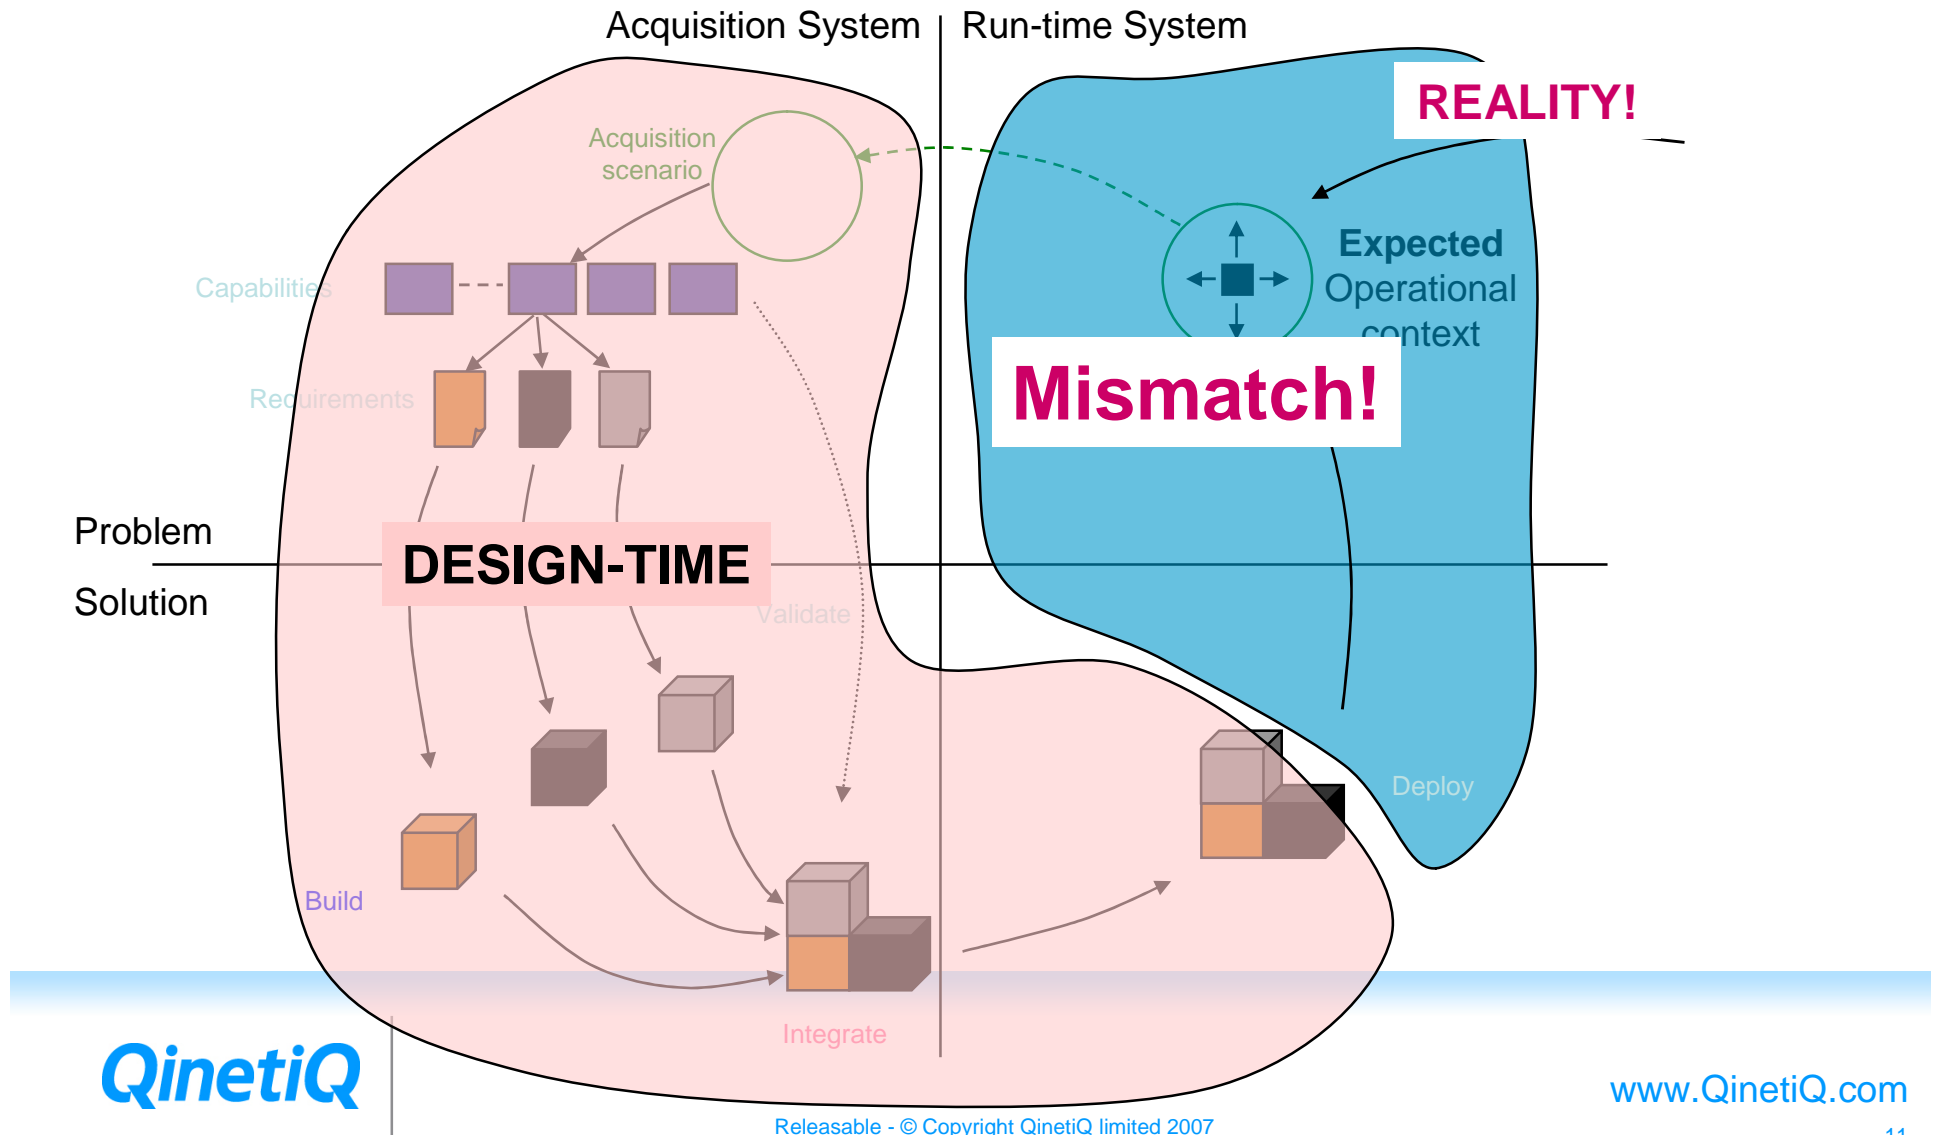 Acquisition System
Run-time System
REALITY!
Acquisition
scenario
Expected
Operational
context
Capabilities
Mismatch!
Requirements
Problem
DESIGN-TIME
Solution
Validate
Deploy
Build
Integrate
QinetiQ
www.QinetiQ.com
Releasable - © Copyright QinetiQ limited 2007
11